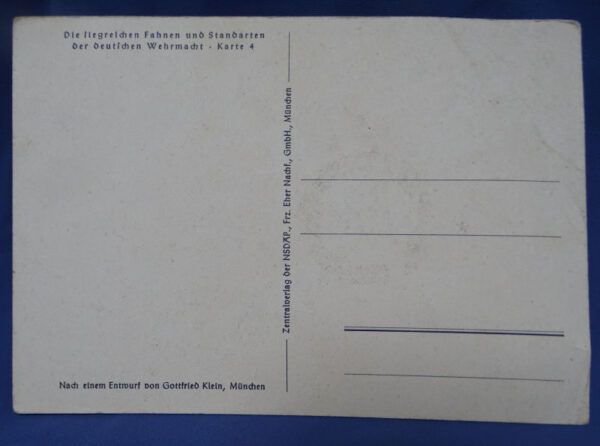 Die siegreichen Fahnen und Standarten
der deutschen Wehrmacht - Karte 4
Zentralverlag der NSDAP., Frz. Eher Nachf., GmbH., München
Nach einem Entwurf von Gottfried Klein, München